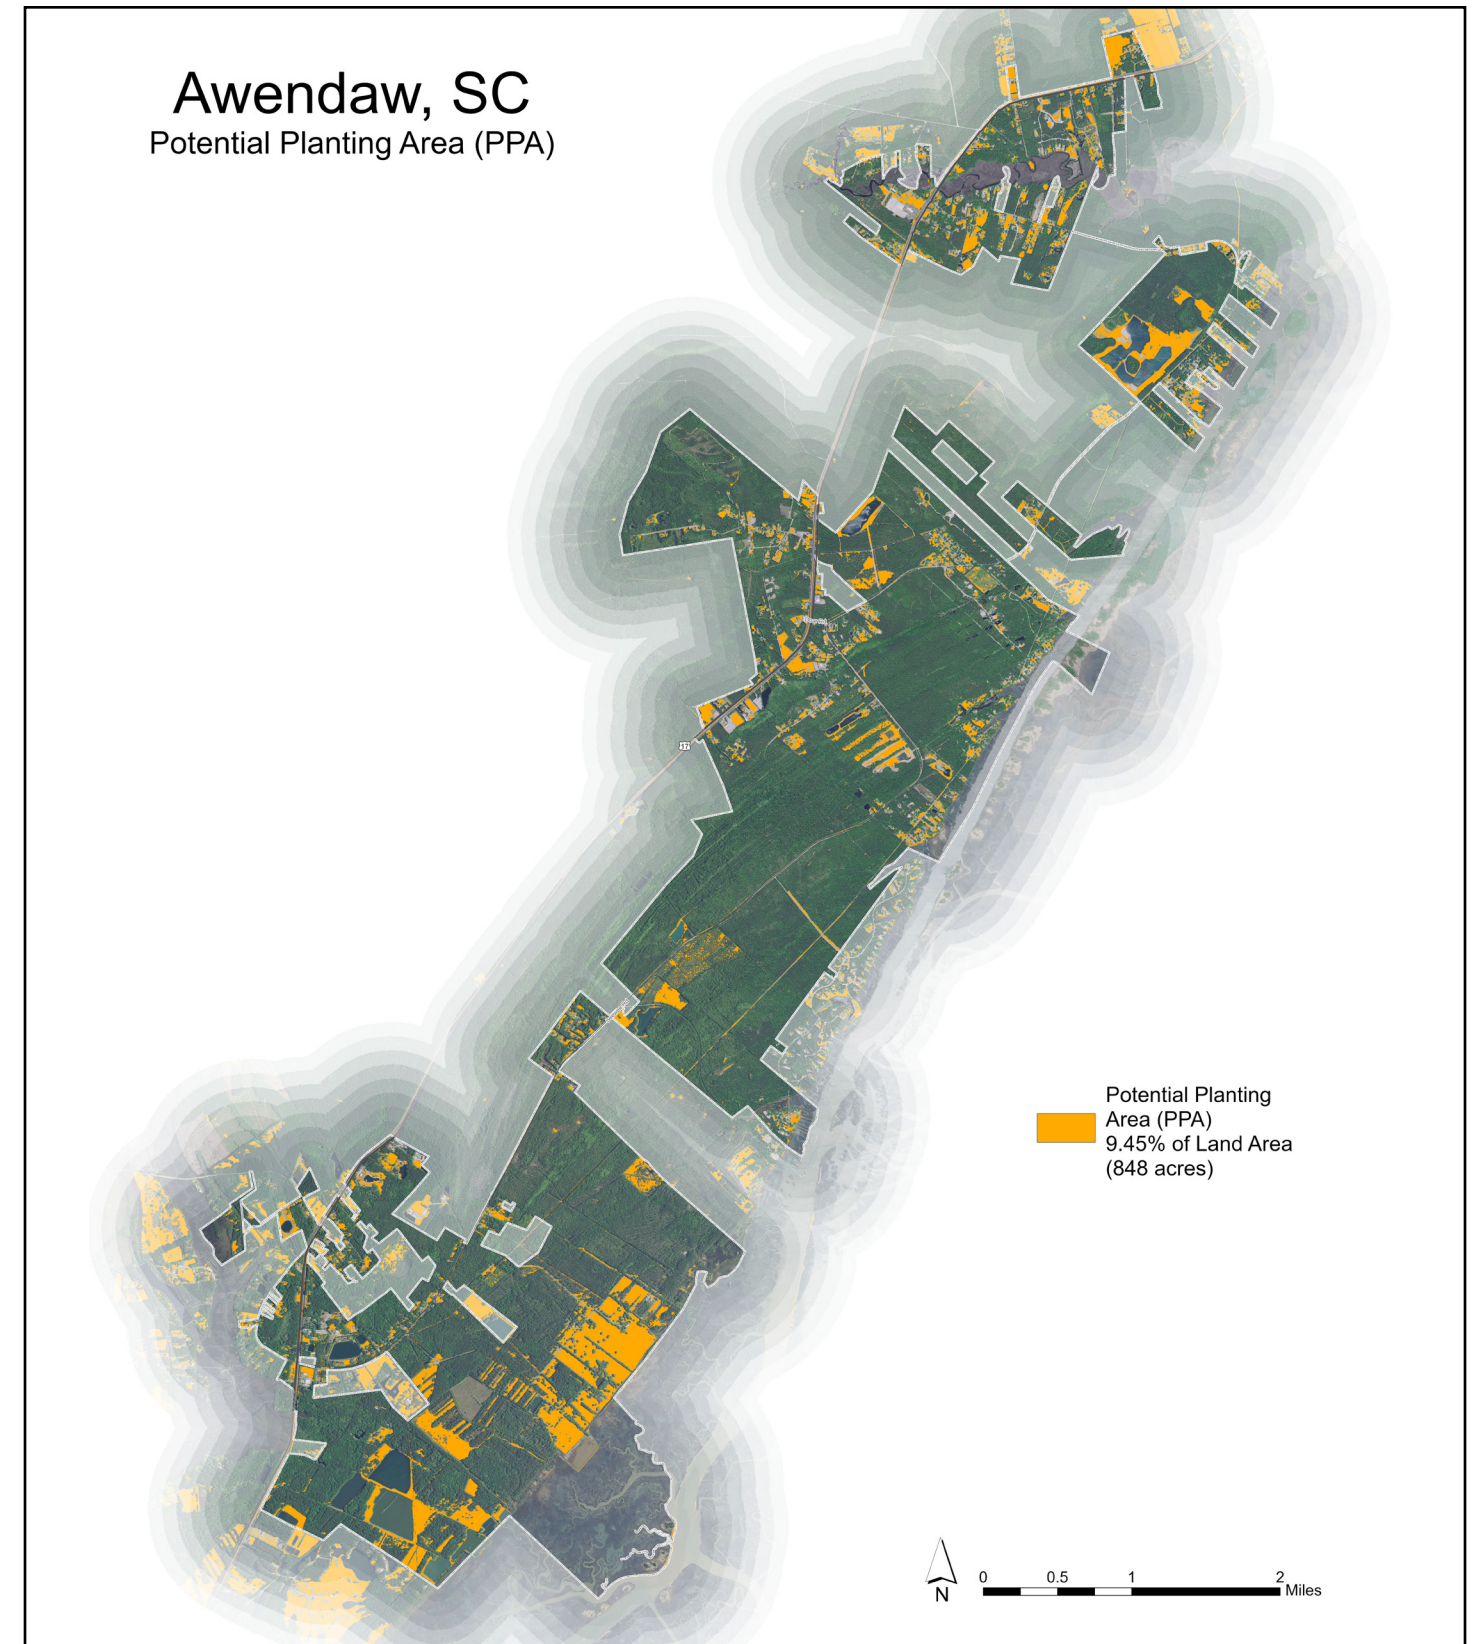 Awendaw, SC
Potential Planting Area (PPA)
17
Potential Planting
Area (PPA)
9.45% of Land Area
(848 acres)
N
0 0.5 1 2
Miles